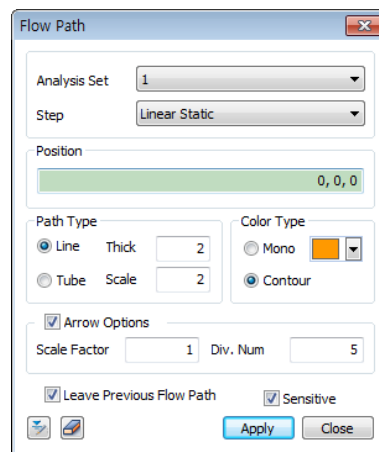 Flow Path
Analysis Set 1
Step Linear Static
Position
0, 0, 0
Path Type Color Type
Line Thick 2 Mono
Tube Scale 2 Contour
Arrow Options
Scale Factor 1 Div. Num 5
Leave Previous Flow Path Sensitive
Apply Close